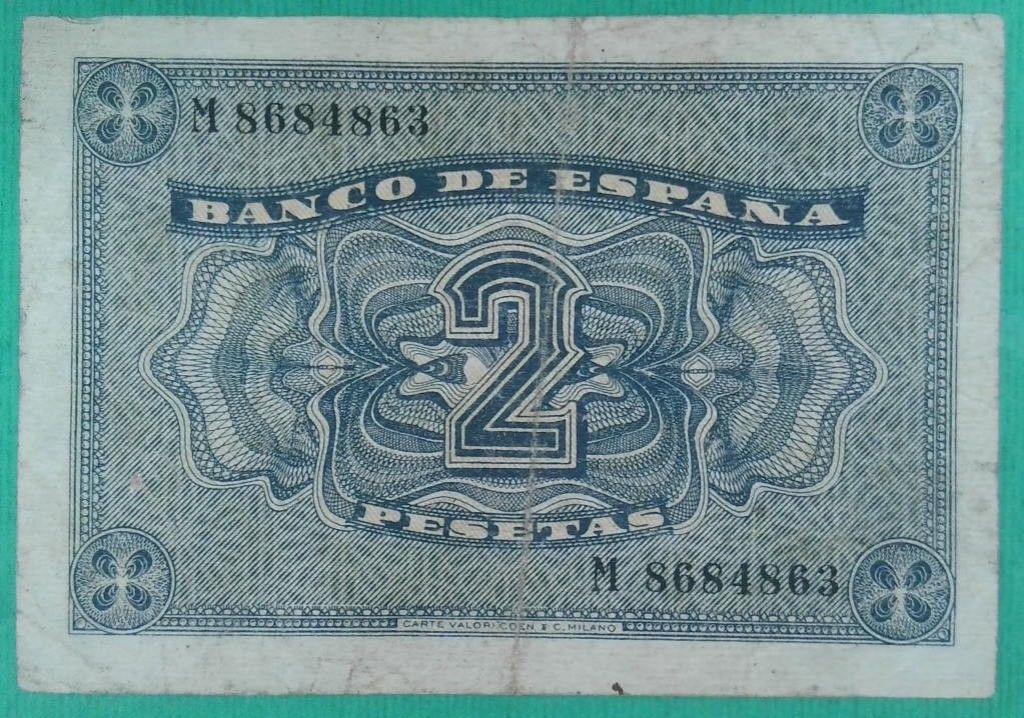 M 8684863
BANCO DE ESPAÑA
2
PESETAS
M 8684863
CARTE VALORI COEN & C. MILANO